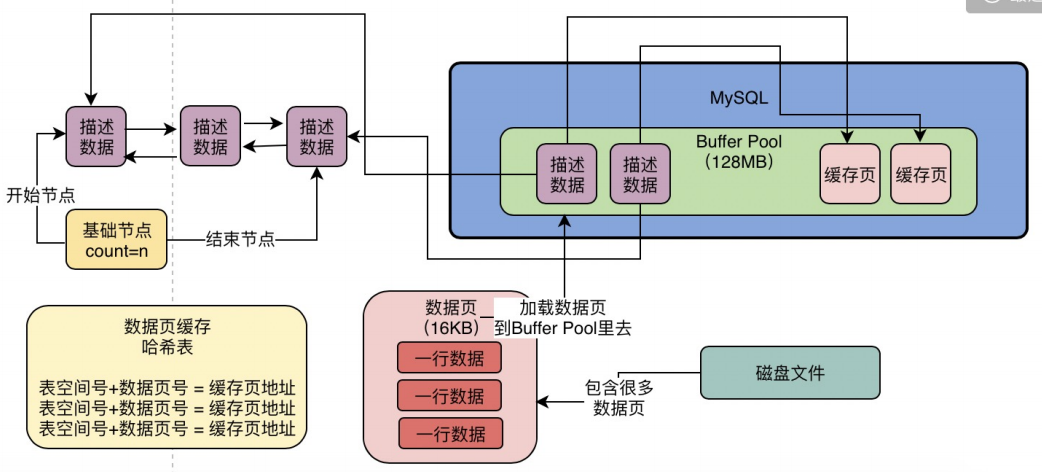 MySQL
Buffer Pool
（128MB）
描述
数据
描述
数据
描述
数据
描述
数据
描述
数据
缓存页
缓存页
开始节点
基础节点
count=n
结束节点
数据页缓存
哈希表
表空间号+数据页号 = 缓存页地址
表空间号+数据页号 = 缓存页地址
表空间号+数据页号 = 缓存页地址
数据页
（16KB）
加载数据页
到Buffer Pool里去
一行数据
一行数据
一行数据
包含很多
数据页
磁盘文件